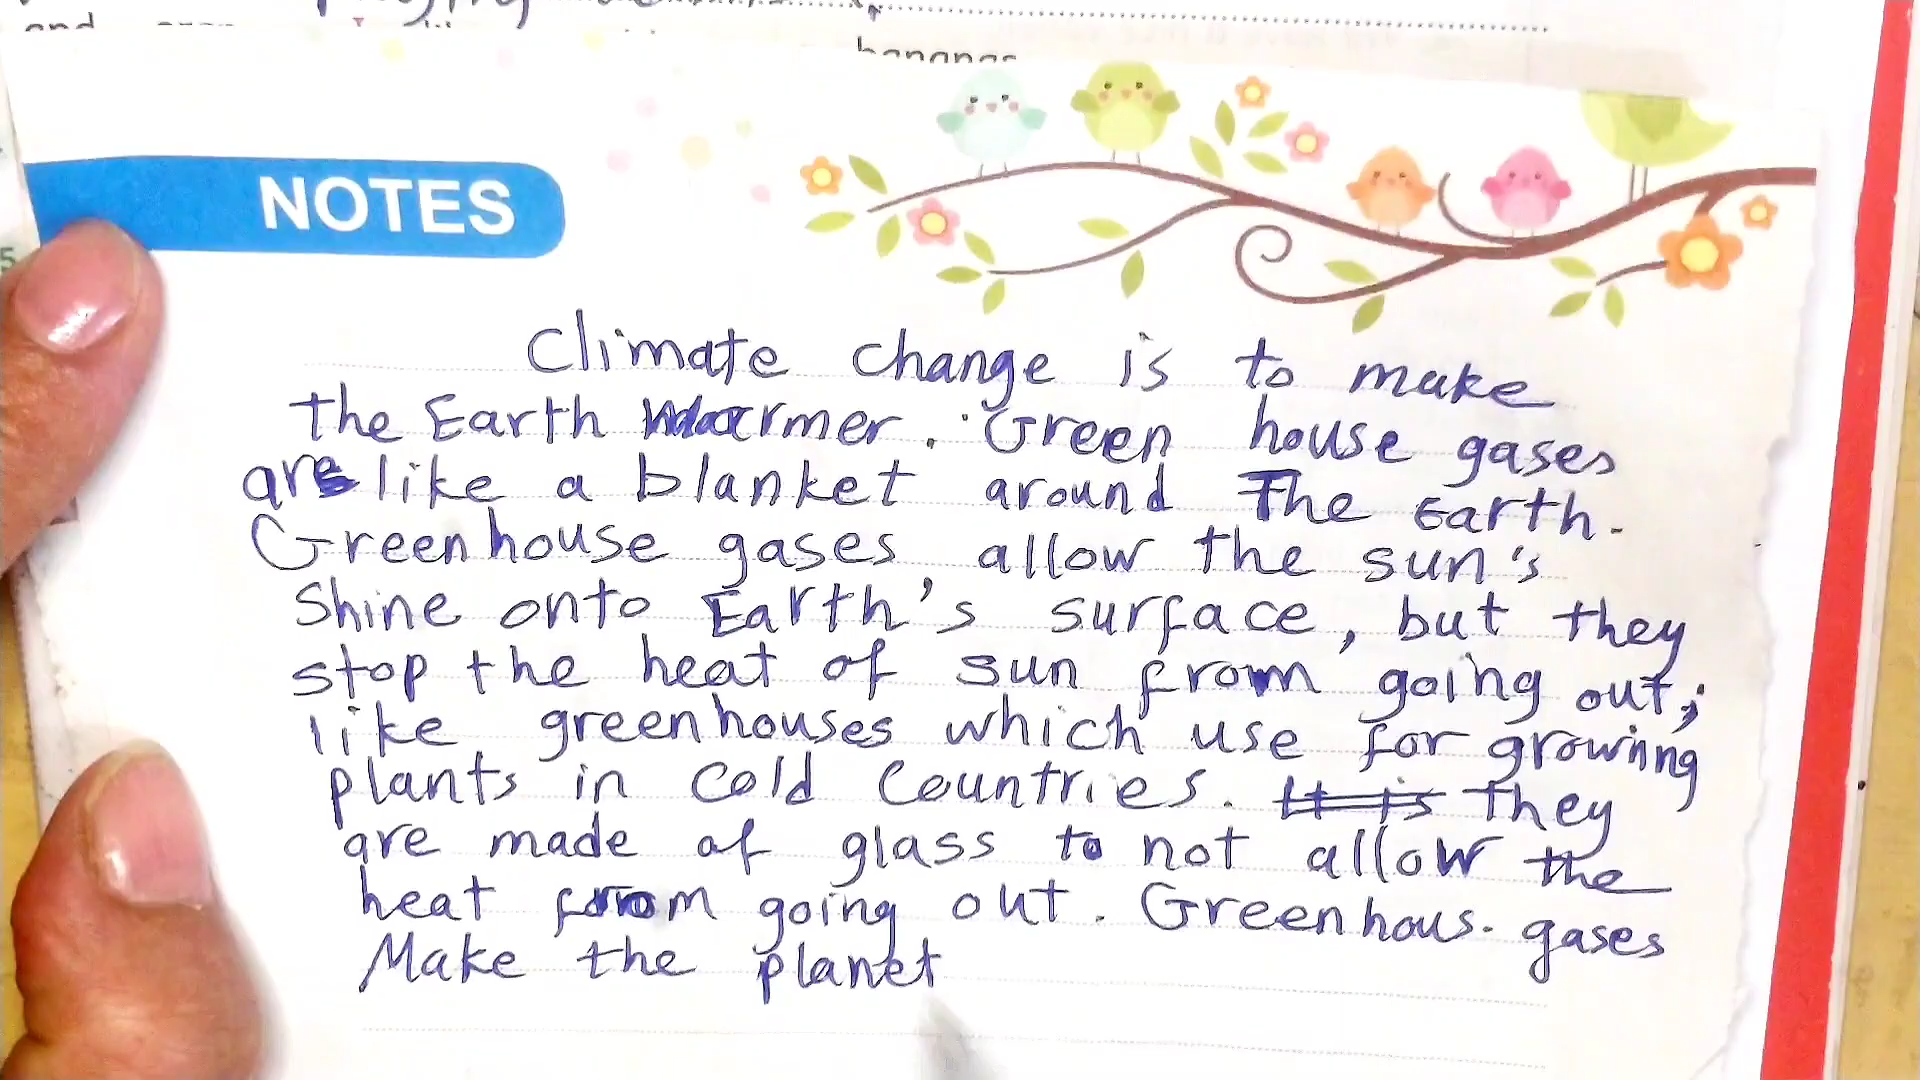 NOTES
Climate change is to make
the Earth warmer. Green house gases
are like a blanket around The Earth.
Greenhouse gases allow the sun's
shine onto Earth's surface, but they
stop the heat of sun from going out,
like greenhouses which use for growing
plants in cold countries. It is They
are made of glass to not allow the
heat from going out. Greenhous. gases
Make the planet